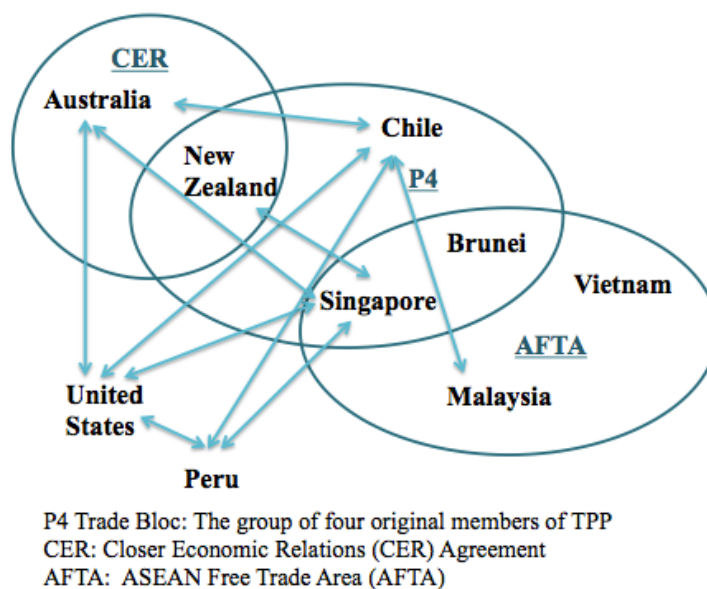 CER
Australia
Chile
New
Zealand
P4
Brunei
Vietnam
Singapore
AFTA
United
States
Malaysia
Peru
P4 Trade Bloc: The group of four original members of TPP
CER: Closer Economic Relations (CER) Agreement
AFTA:  ASEAN Free Trade Area (AFTA)